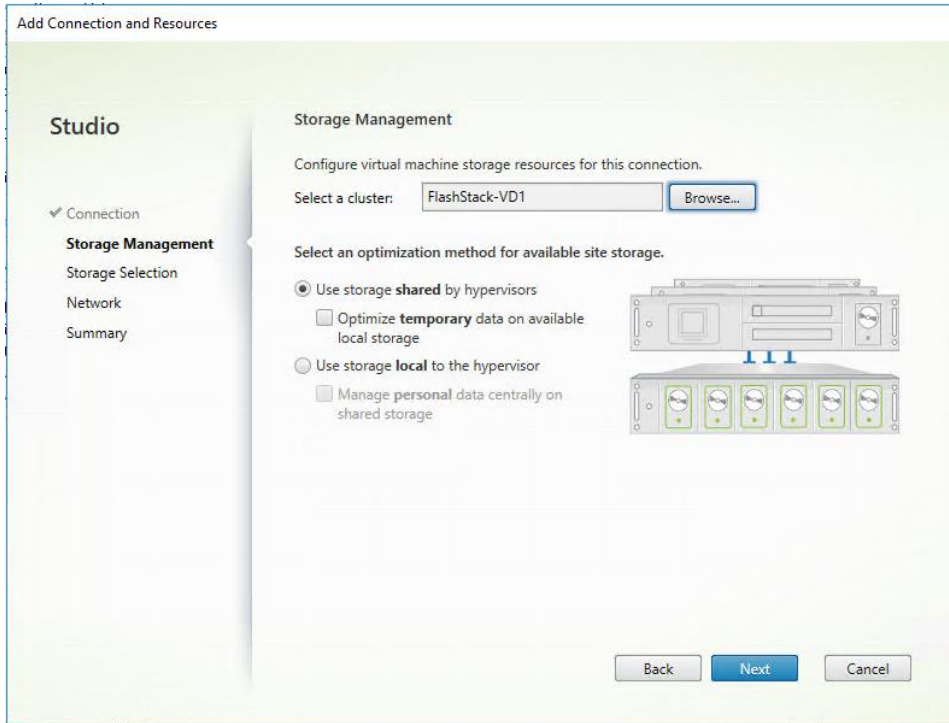 Add Connection and Resources
Studio
Connection
Storage Management
Storage Selection
Network
Summary
Storage Management
Configure virtual machine storage resources for this connection.
Select a cluster: FlashStack-VD1 Browse...
Select an optimization method for available site storage.
Use storage shared by hypervisors
Optimize temporary data on available
local storage
Use storage local to the hypervisor
Manage personal data centrally on
shared storage
Back Next Cancel